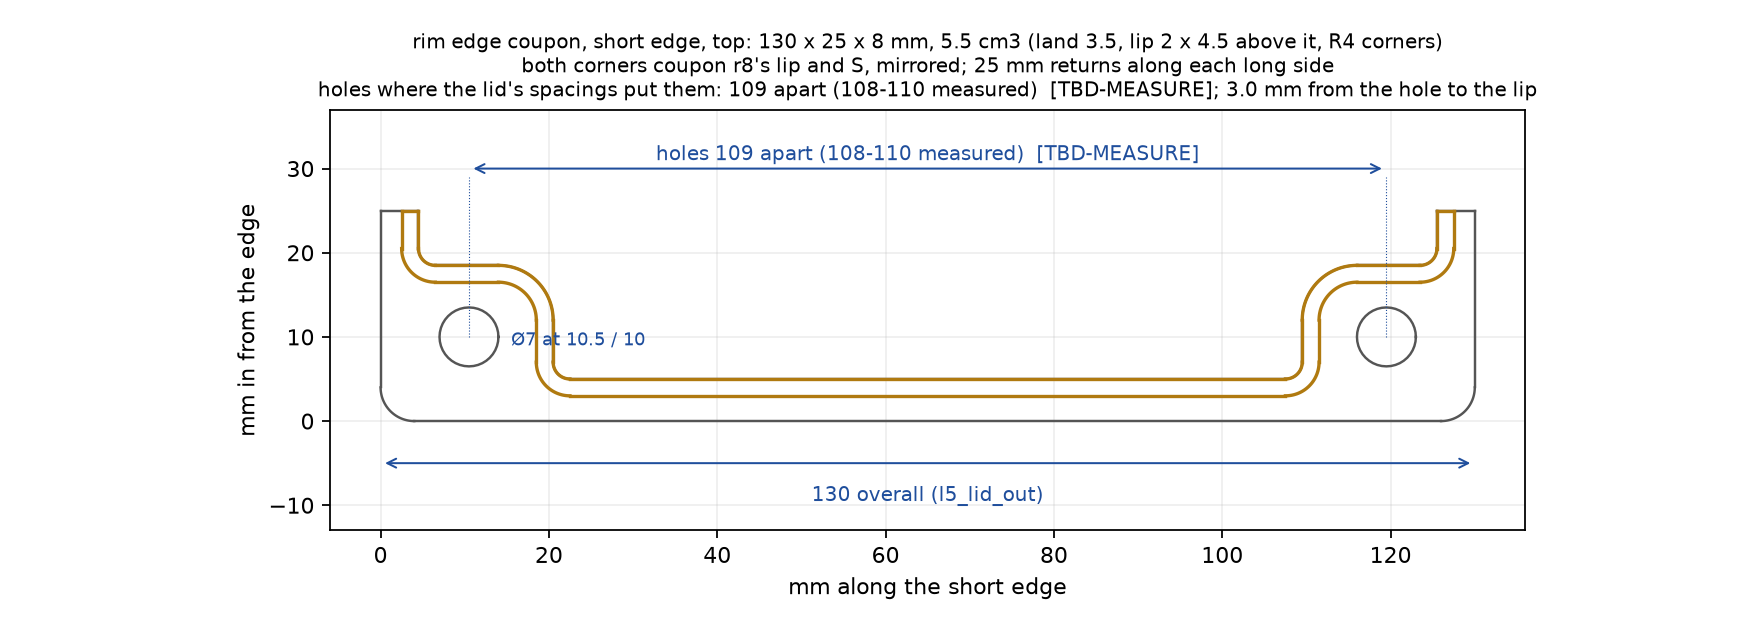 rim edge coupon, short edge, top: 130 x 25 x 8 mm, 5.5 cm3 (land 3.5, lip 2 x 4.5 above it, R4 corners)
both corners coupon r8's lip and S, mirrored; 25 mm returns along each long side
holes where the lid's spacings put them: 109 apart (108-110 measured)  [TBD-MEASURE]; 3.0 mm from the hole to the lip
holes 109 apart (108-110 measured)  [TBD-MEASURE]
30
20
10
0
−10
mm in from the edge
Ø7 at 10.5 / 10
130 overall (l5_lid_out)
0
20
40
60
80
100
120
mm along the short edge